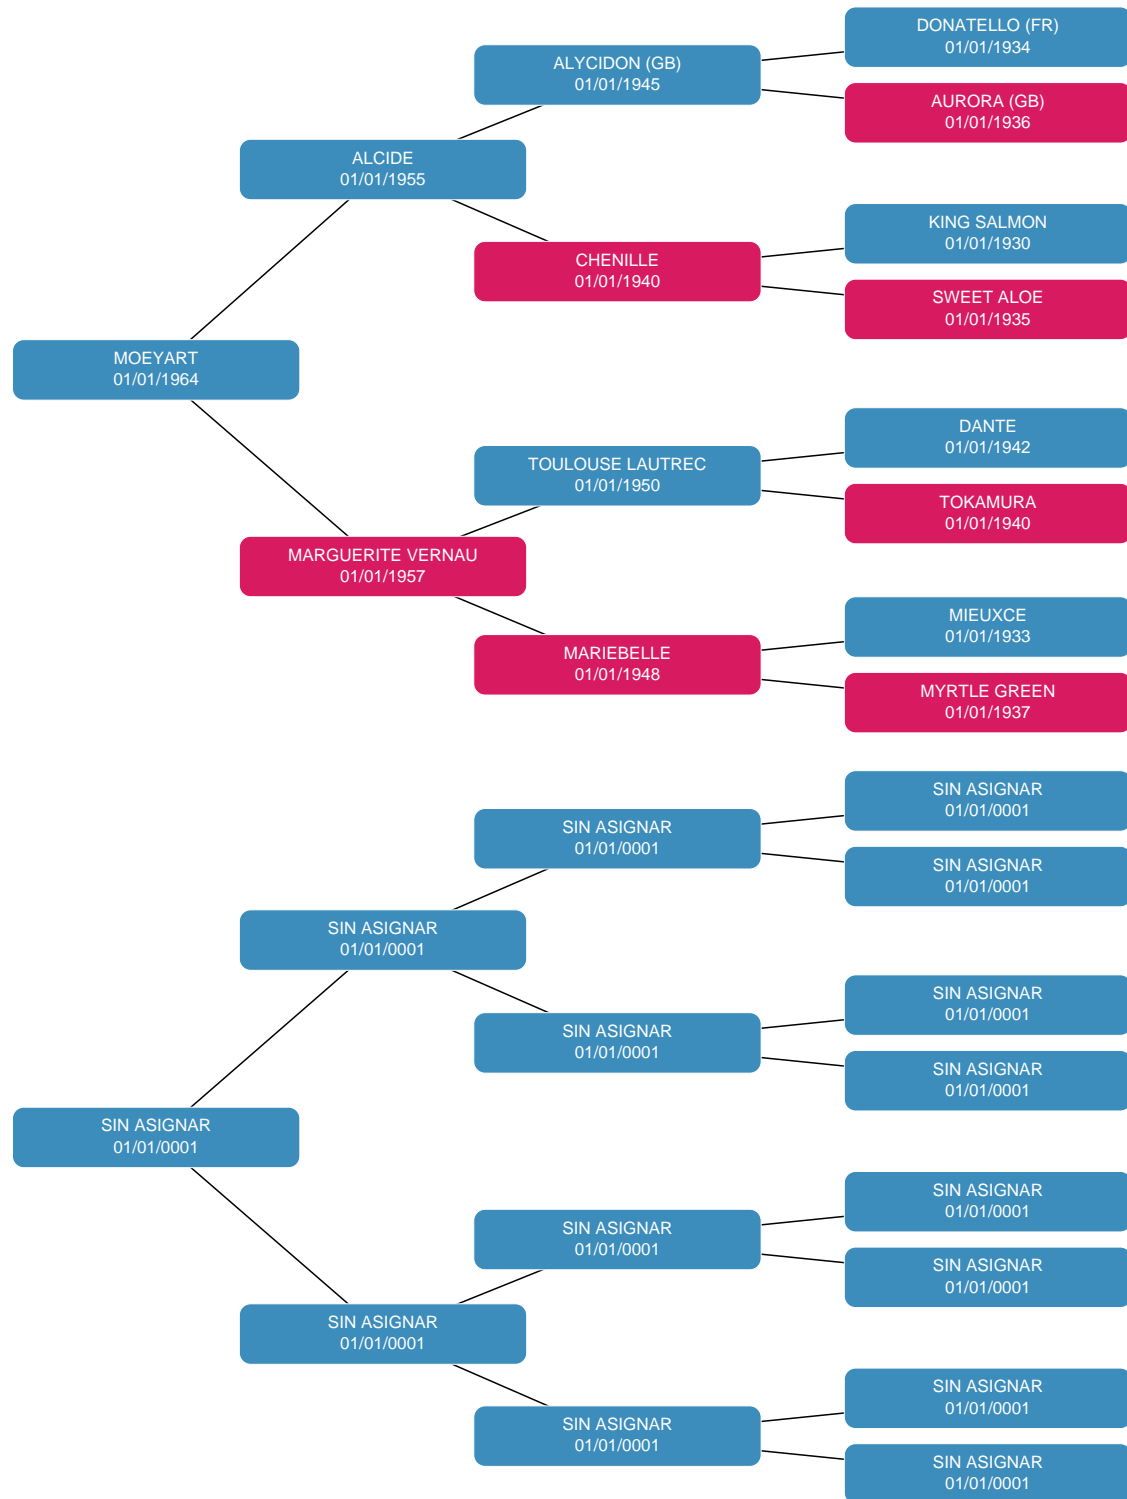 DONATELLO (FR)
01/01/1934
ALYCIDON (GB)
01/01/1945
AURORA (GB)
01/01/1936
ALCIDE
01/01/1955
KING SALMON
01/01/1930
CHENILLE
01/01/1940
SWEET ALOE
01/01/1935
MOEYART
01/01/1964
DANTE
01/01/1942
TOULOUSE LAUTREC
01/01/1950
TOKAMURA
01/01/1940
MARGUERITE VERNAU
01/01/1957
MIEUXCE
01/01/1933
MARIEBELLE
01/01/1948
MYRTLE GREEN
01/01/1937
SIN ASIGNAR
01/01/0001
SIN ASIGNAR
01/01/0001
SIN ASIGNAR
01/01/0001
SIN ASIGNAR
01/01/0001
SIN ASIGNAR
01/01/0001
SIN ASIGNAR
01/01/0001
SIN ASIGNAR
01/01/0001
SIN ASIGNAR
01/01/0001
SIN ASIGNAR
01/01/0001
SIN ASIGNAR
01/01/0001
SIN ASIGNAR
01/01/0001
SIN ASIGNAR
01/01/0001
SIN ASIGNAR
01/01/0001
SIN ASIGNAR
01/01/0001
SIN ASIGNAR
01/01/0001